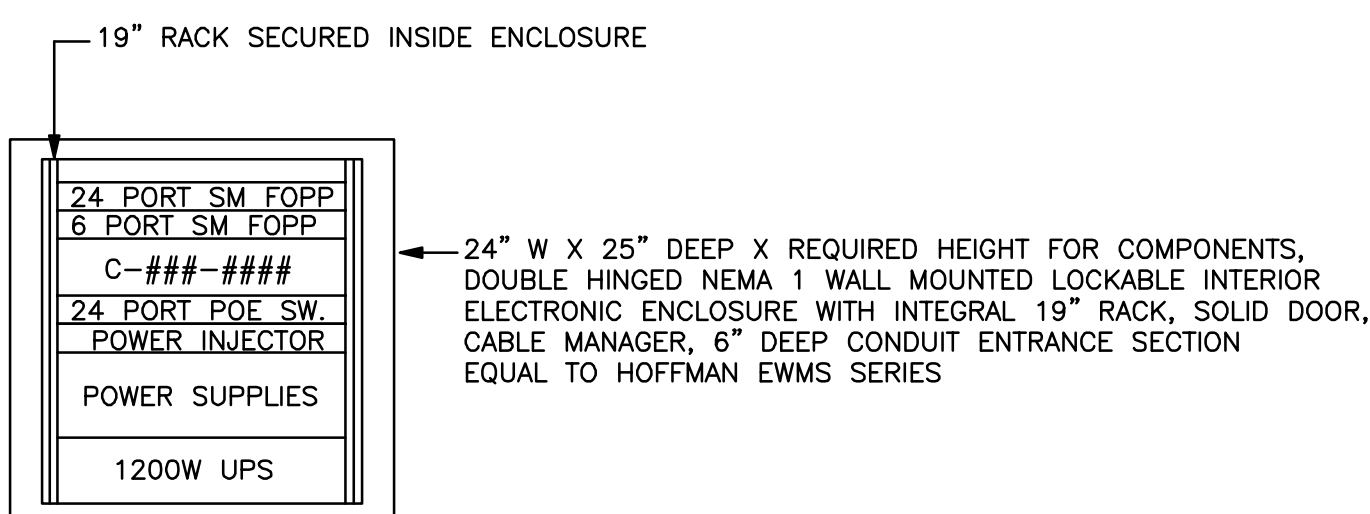 19” RACK SECURED INSIDE ENCLOSURE
24 PORT SM FOPP
6 PORT SM FOPP
C-###-####
24 PORT POE SW.
POWER INJECTOR
POWER SUPPLIES
1200W UPS
24” W X 25” DEEP X REQUIRED HEIGHT FOR COMPONENTS,
DOUBLE HINGED NEMA 1 WALL MOUNTED LOCKABLE INTERIOR
ELECTRONIC ENCLOSURE WITH INTEGRAL 19” RACK, SOLID DOOR,
CABLE MANAGER, 6” DEEP CONDUIT ENTRANCE SECTION
EQUAL TO HOFFMAN EWMS SERIES